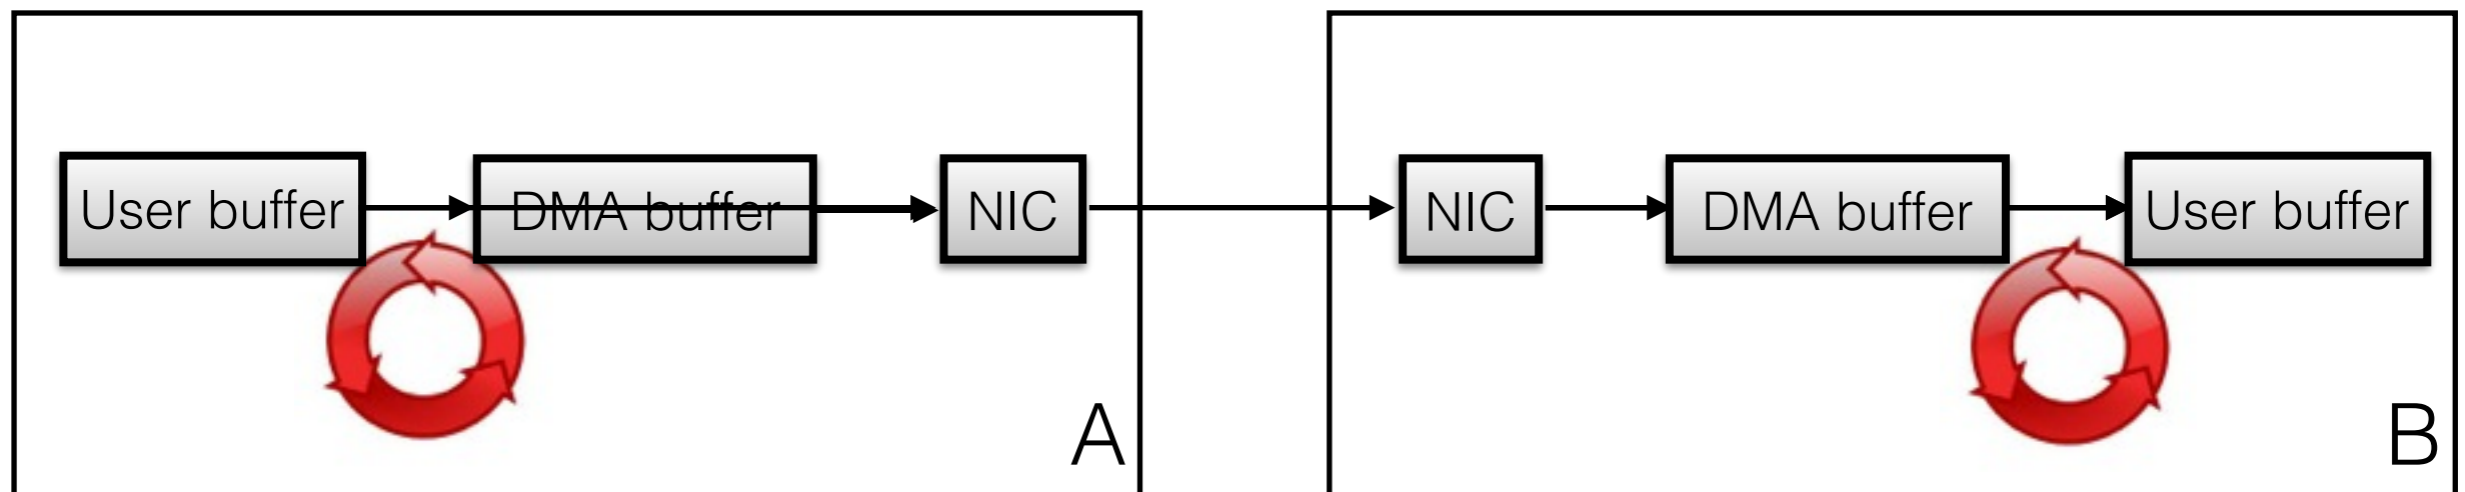 User buffer
DMA buffer
NIC
NIC
DMA buffer
User buffer
A
B